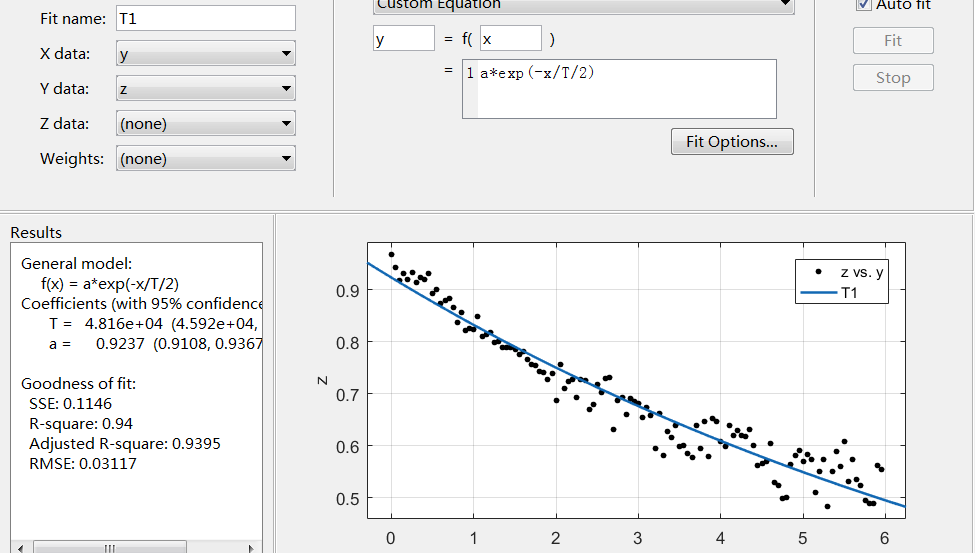 Custom Equation
Auto fit
Fit name: T1
X data: y
y = f( x )
Fit
Y data: z
= 1 a*exp(-x/T/2)
Stop
Z data: (none)
Weights: (none)
Fit Options...
Results
General model:
f(x) = a*exp(-x/T/2)
Coefficients (with 95% confidence
T = 4.816e+04 (4.592e+04,
a = 0.9237 (0.9108, 0.9367
Goodness of fit:
SSE: 0.1146
R-square: 0.94
Adjusted R-square: 0.9395
RMSE: 0.03117
z vs. y
T1
0.9
0.8
0.7
0.6
0.5
z
0 1 2 3 4 5 6